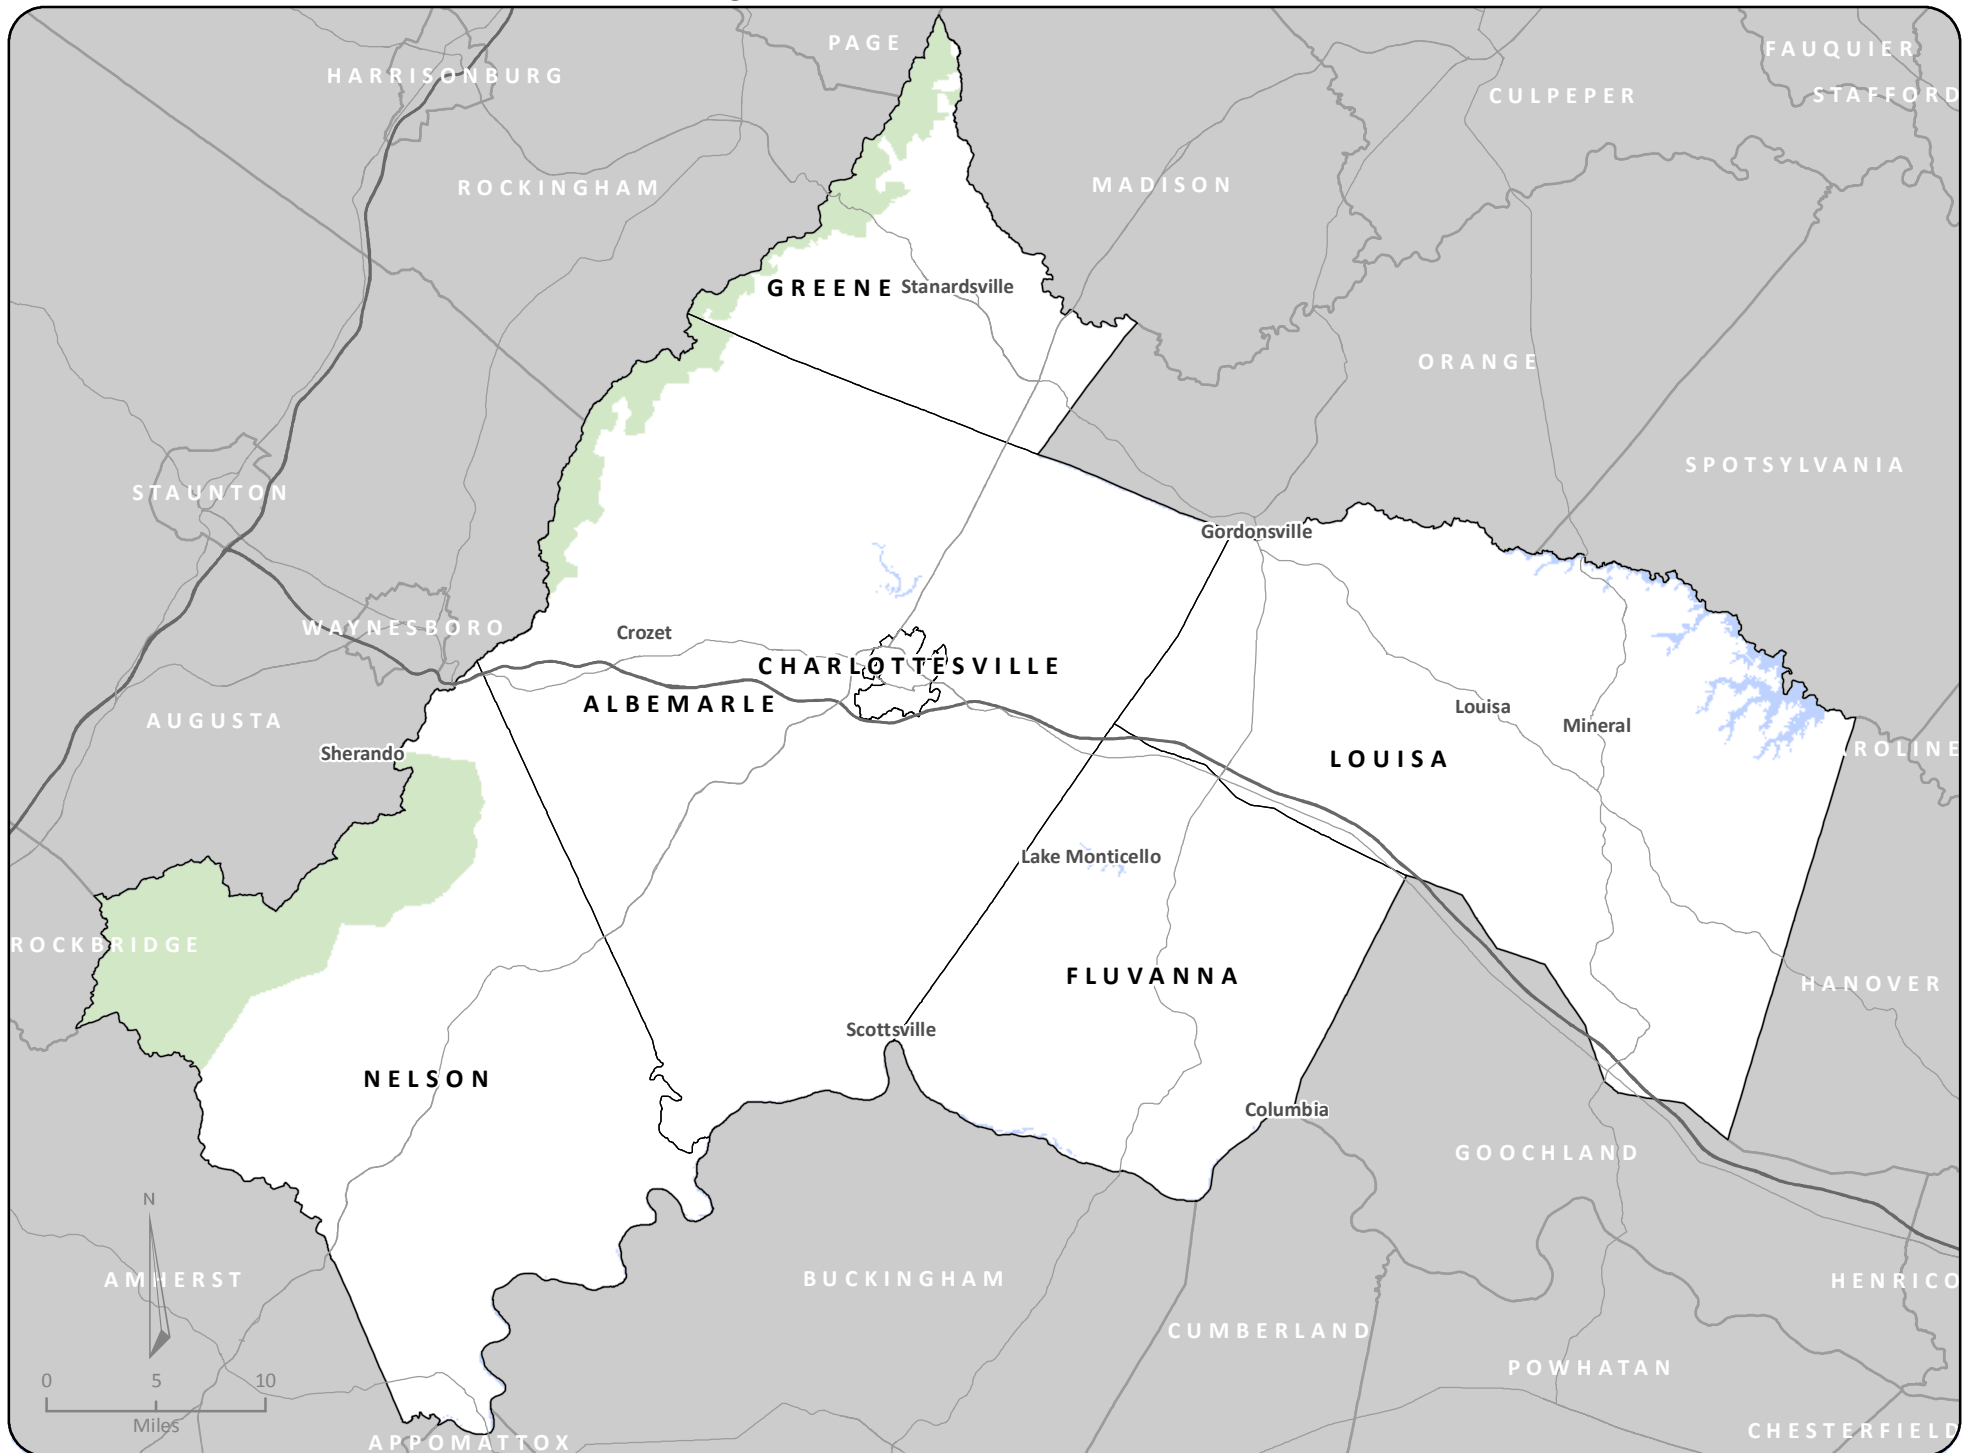 PAGE
FAUQUIER
HARRISONBURG
CULPEPER
STAFFORD
ROCKINGHAM
MADISON
GREENE
Stanardsville
ORANGE
SPOTSYLVANIA
STAUNTON
Gordonsville
WAYNESBORO
Crozet
CHARLOTTESVILLE
ALBEMARLE
Louisa
AUGUSTA
Mineral
Sherando
LOUISA
ROLINE
Lake Monticello
ROCKBRIDGE
FLUVANNA
HANOVER
Scottsville
NELSON
Columbia
GOOCHLAND
N
AMHERST
BUCKINGHAM
HENRICO
CUMBERLAND
POWHATAN
0 5 10
Miles
CHESTERFIELD
APPOMATTOX